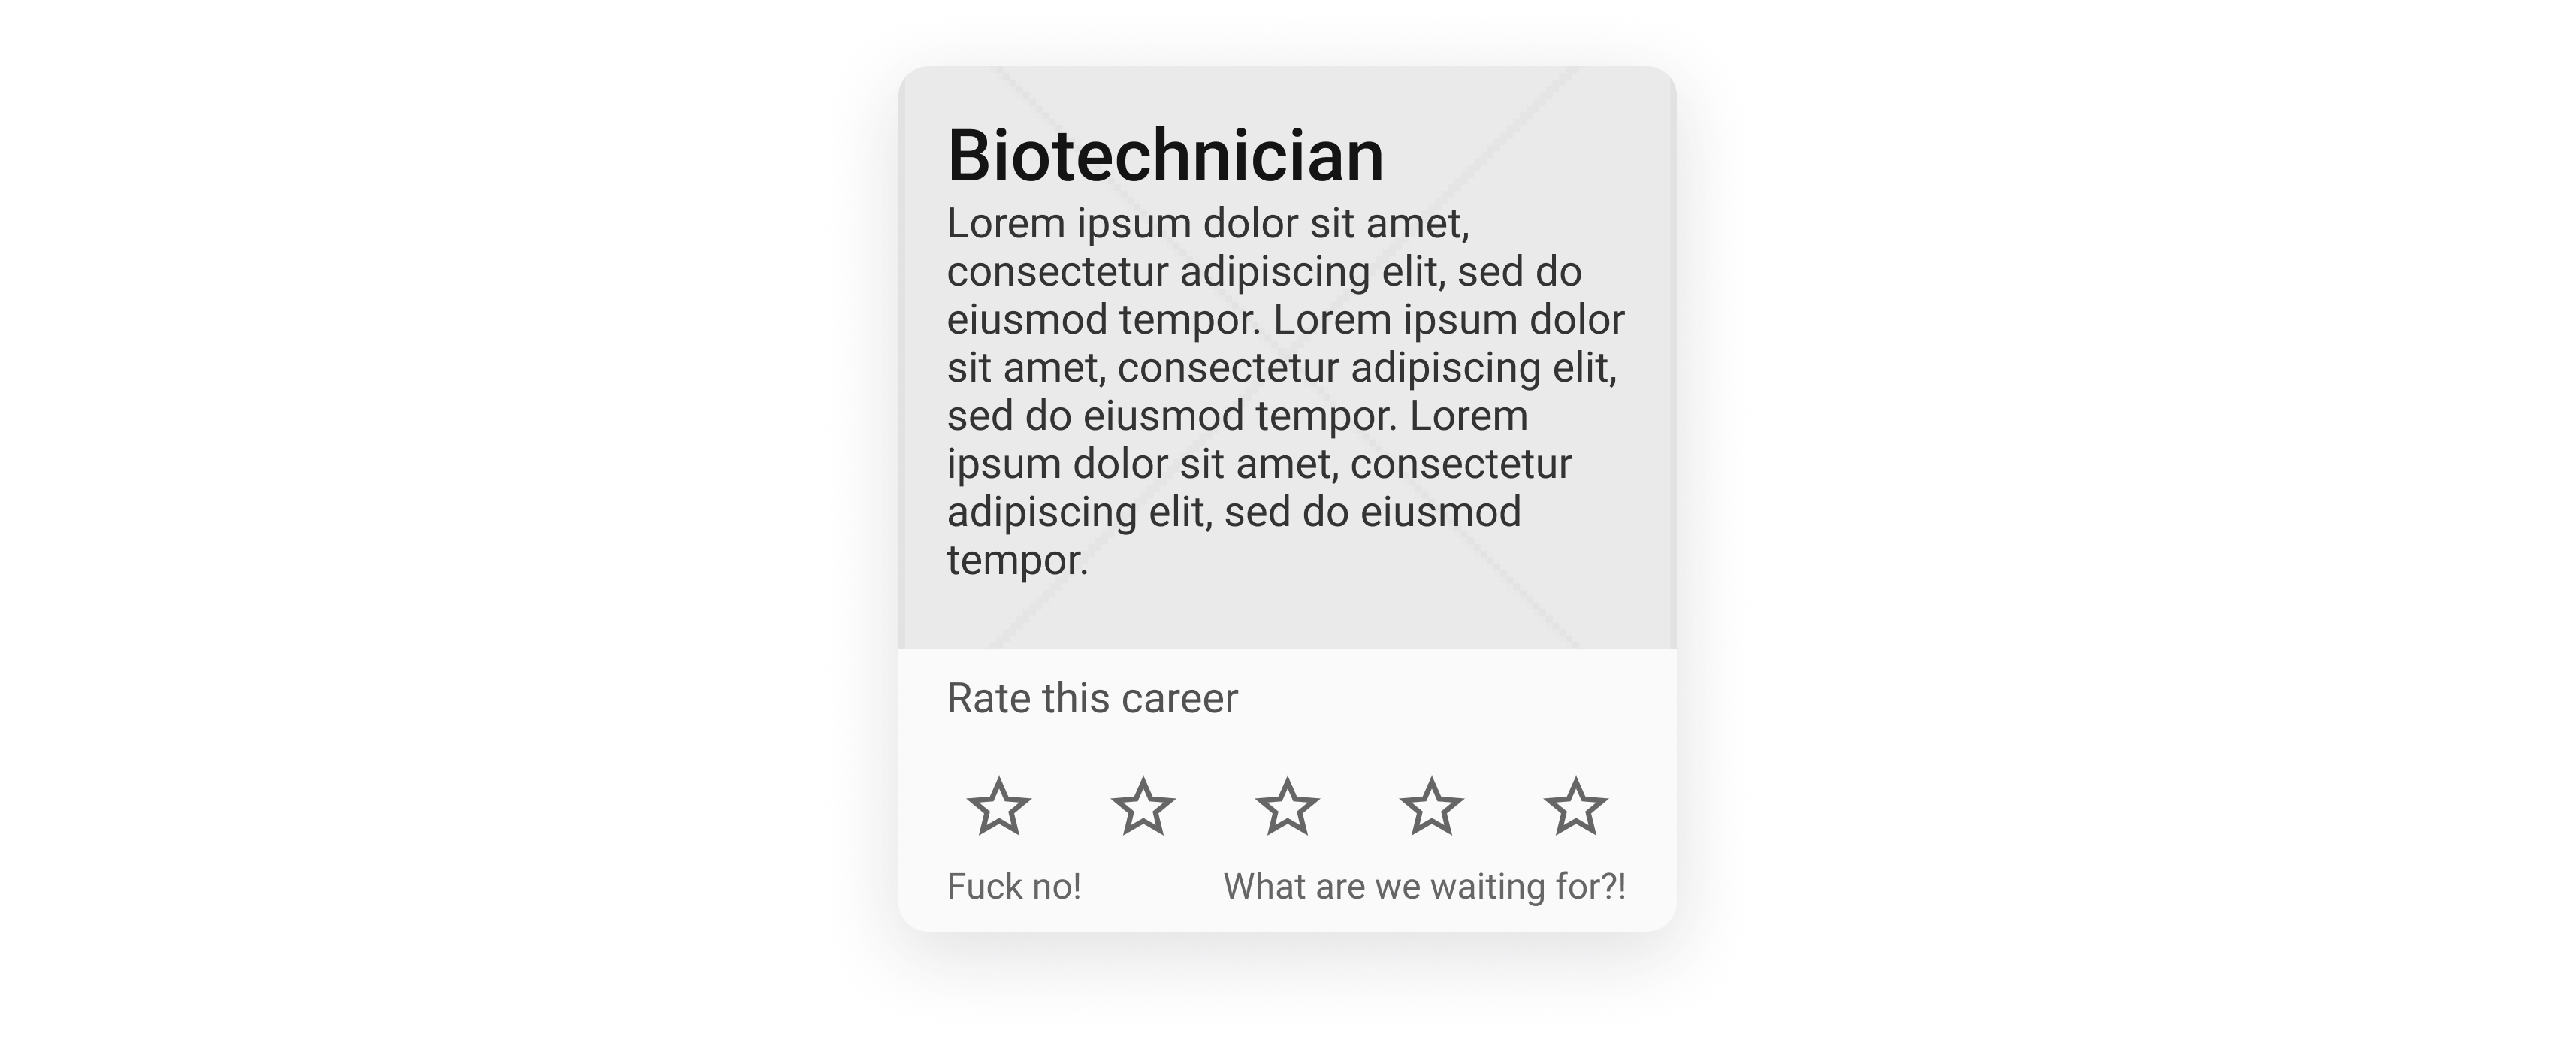 Biotechnician
Lorem ipsum dolor sit amet,
consectetur adipiscing elit, sed do
eiusmod tempor. Lorem ipsum dolor
sit amet, consectetur adipiscing elit,
sed do eiusmod tempor. Lorem
ipsum dolor sit amet, consectetur
adipiscing elit, sed do eiusmod
tempor.
Rate this career
Fuck no!
What are we waiting for?!